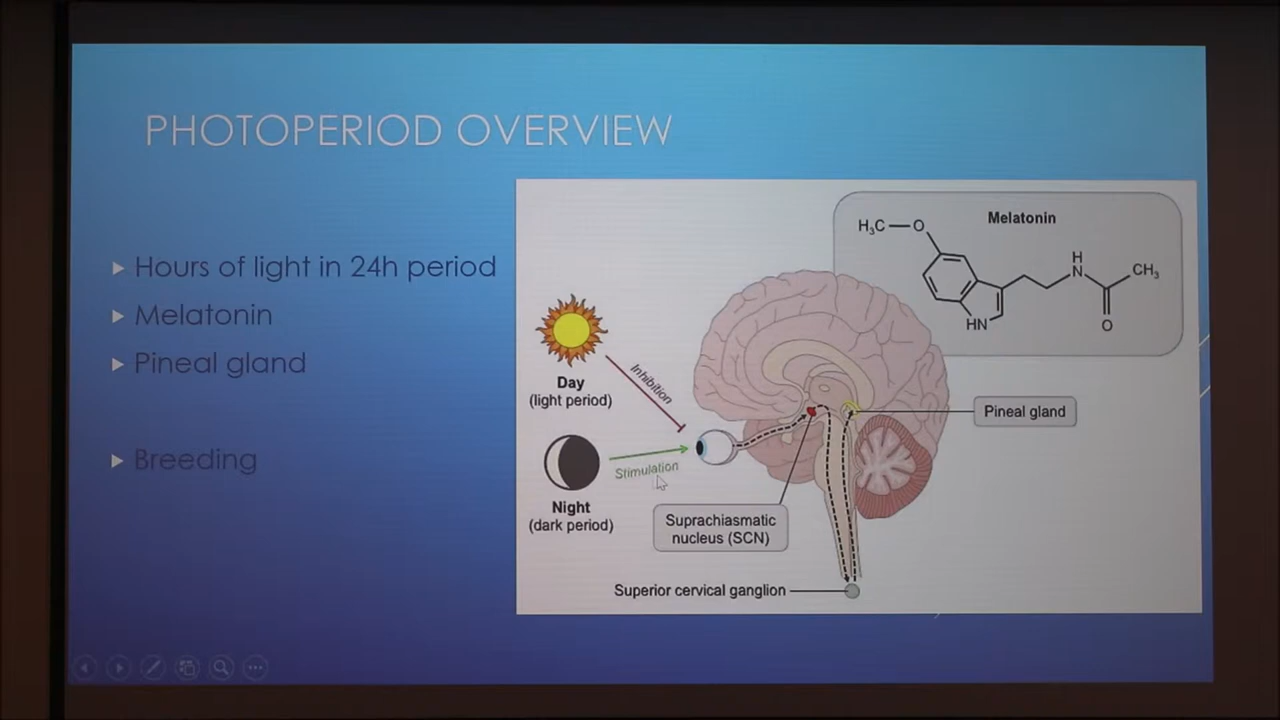 PHOTOPERIOD OVERVIEW
Hours of light in 24h period
Melatonin
Pineal gland
Breeding
Melatonin
H₃C
O
H
N
CH₃
HN
O
Inhibition
Day
(light period)
Pineal gland
Stimulation
Night
(dark period)
Suprachiasmatic
nucleus (SCN)
Superior cervical ganglion